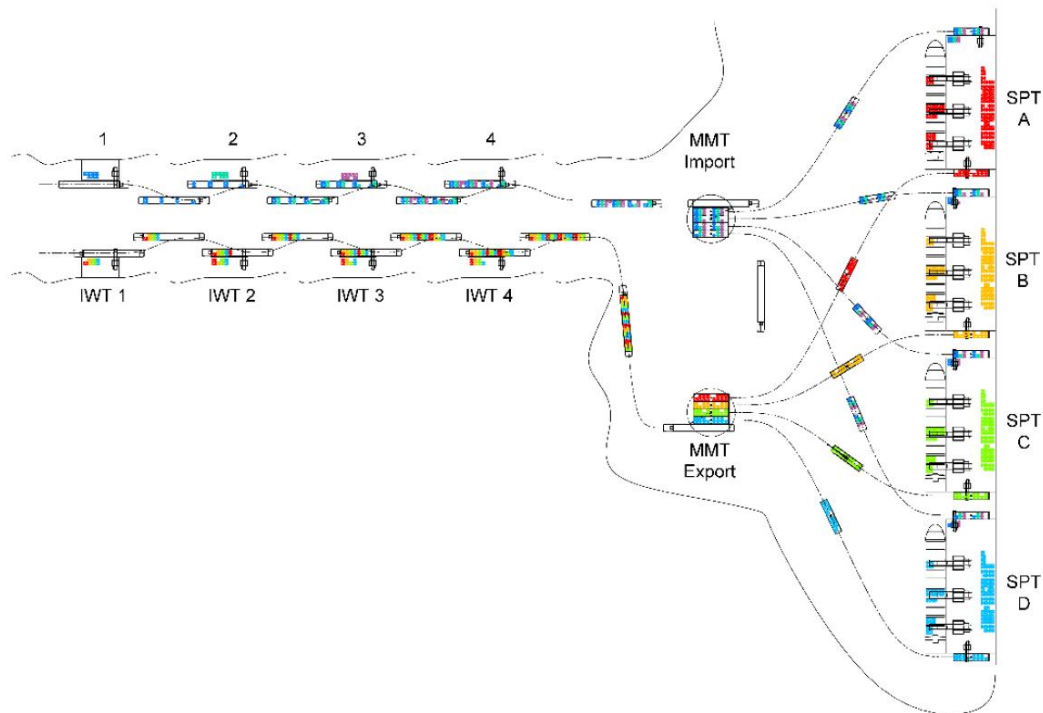 1
2
3
4
IWT 1
IWT 2
IWT 3
IWT 4
MMT
Import
MMT
Export
SPT
A
SPT
B
SPT
C
SPT
D